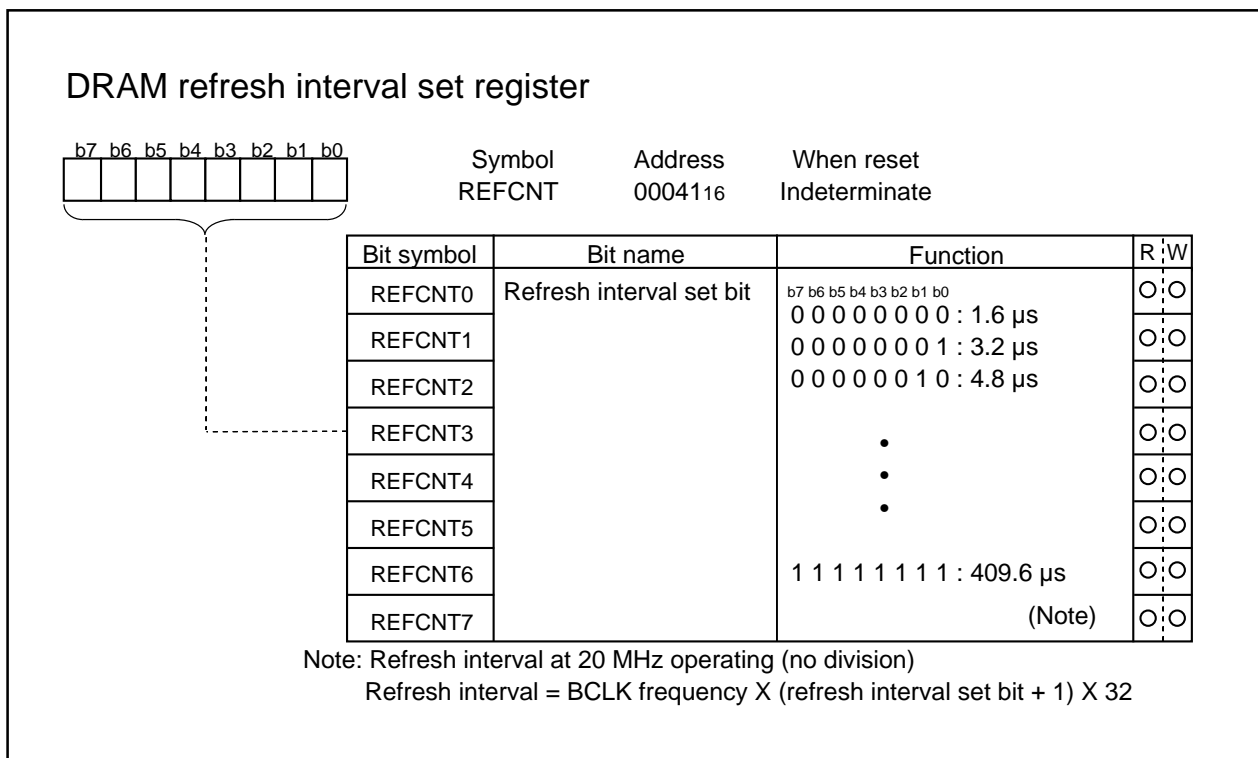 DRAM refresh interval set register
b7 b6 b5 b4 b3 b2 b1 b0
Symbol Address When reset
REFCNT 0004116 Indeterminate
Bit symbol Bit name Function R W
REFCNT0 Refresh interval set bit b7 b6 b5 b4 b3 b2 b1 b0
0 0 0 0 0 0 0 0 : 1.6 µs
REFCNT1 0 0 0 0 0 0 0 1 : 3.2 µs
REFCNT2 0 0 0 0 0 0 1 0 : 4.8 µs
REFCNT3
REFCNT4
REFCNT5
REFCNT6 1 1 1 1 1 1 1 1 : 409.6 µs
REFCNT7 (Note)
Note: Refresh interval at 20 MHz operating (no division)
Refresh interval = BCLK frequency X (refresh interval set bit + 1) X 32